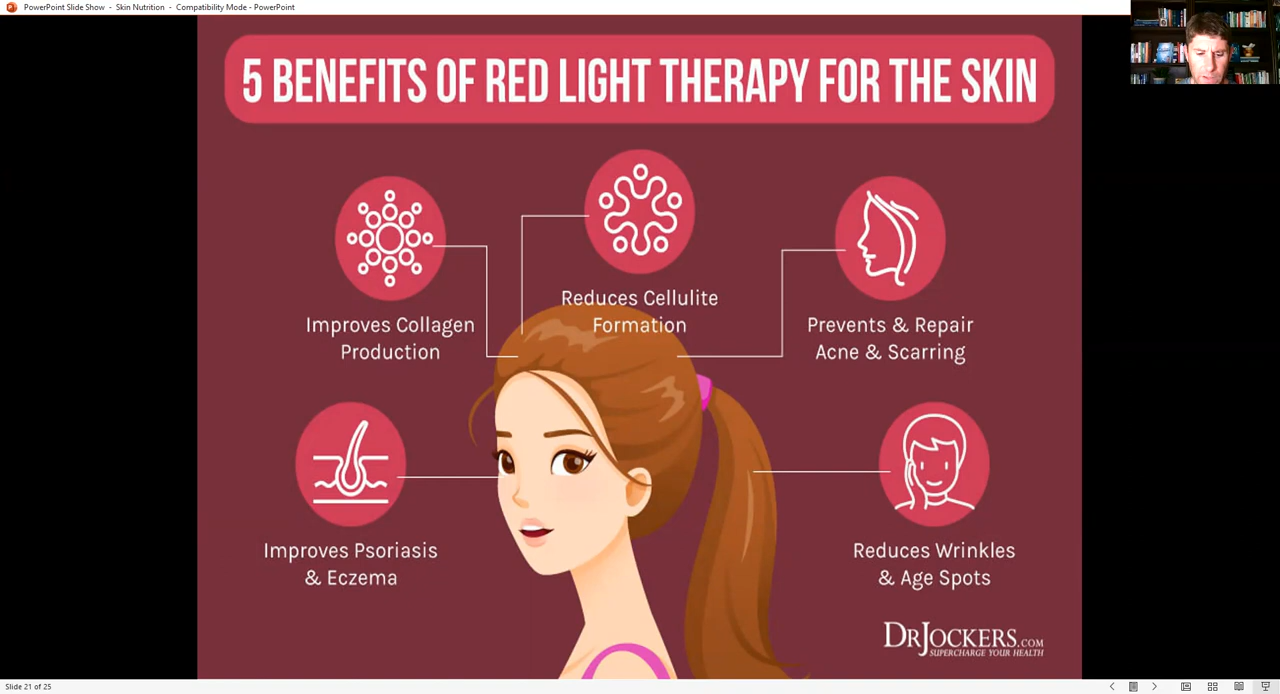 PowerPoint Slide Show - Skin Nutrition - Compatibility Mode - PowerPoint
5 BENEFITS OF RED LIGHT THERAPY FOR THE SKIN
Improves Collagen
Production
Reduces Cellulite
Formation
Prevents & Repair
Acne & Scarring
Improves Psoriasis
& Eczema
Reduces Wrinkles
& Age Spots
DRJOCKERS.COM
SUPERCHARGE YOUR HEALTH
Slide 21 of 25